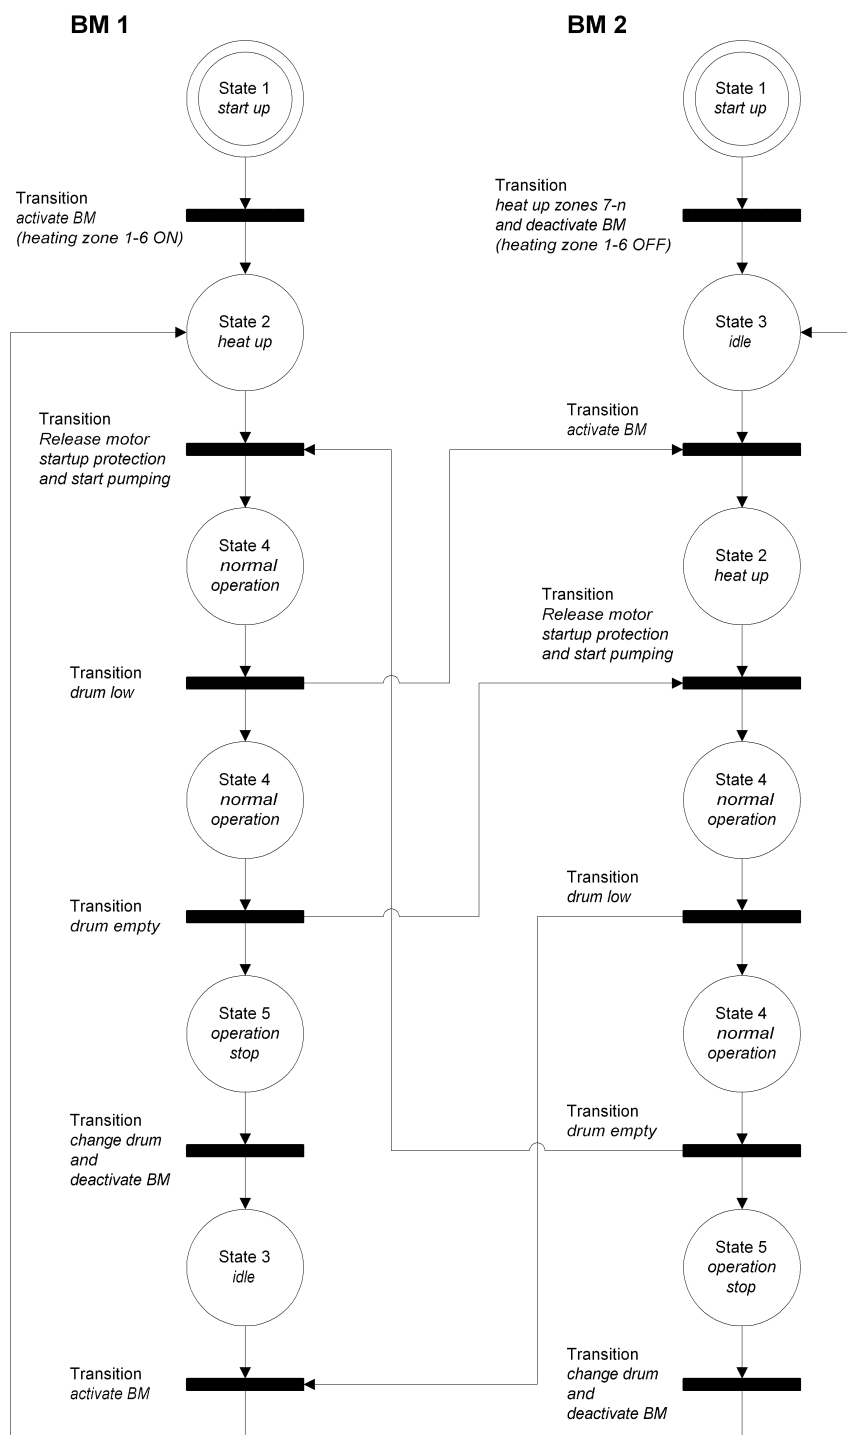 BM 1
State 1
start up
Transition
activate BM
(heating zone 1-6 ON)
State 2
heat up
Transition
Release motor
startup protection
and start pumping
State 4
normal
operation
Transition
drum low
State 4
normal
operation
Transition
drum empty
State 5
operation
stop
Transition
change drum
and
deactivate BM
State 3
idle
Transition
activate BM
BM 2
State 1
start up
Transition
heat up zones 7-n
and deactivate BM
(heating zone 1-6 OFF)
State 3
idle
Transition
activate BM
State 2
heat up
Transition
Release motor
startup protection
and start pumping
State 4
normal
operation
Transition
drum low
State 4
normal
operation
Transition
drum empty
State 5
operation
stop
Transition
change drum
and
deactivate BM